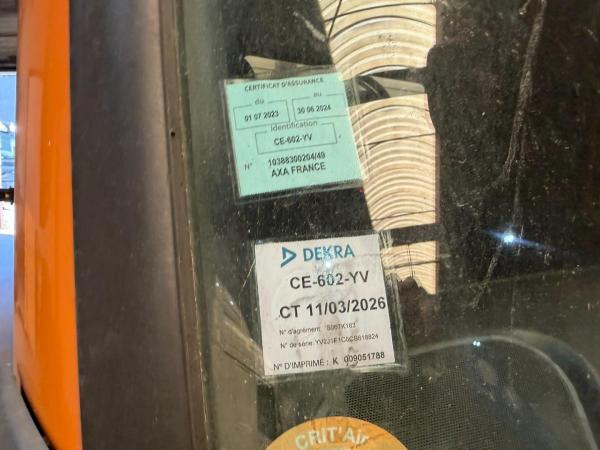 CERTIFICAT D'ASSURANCE
du au
01 07 2023 30 06 2024
Identification
CE-602-YV
N° 10388300204/49
AXA FRANCE
DEKRA
CE-602-YV
CT 11/03/2026
N° d'agrément
N° de série
N° D'IMPRIMÉ : K 009051788
CRIT'Air